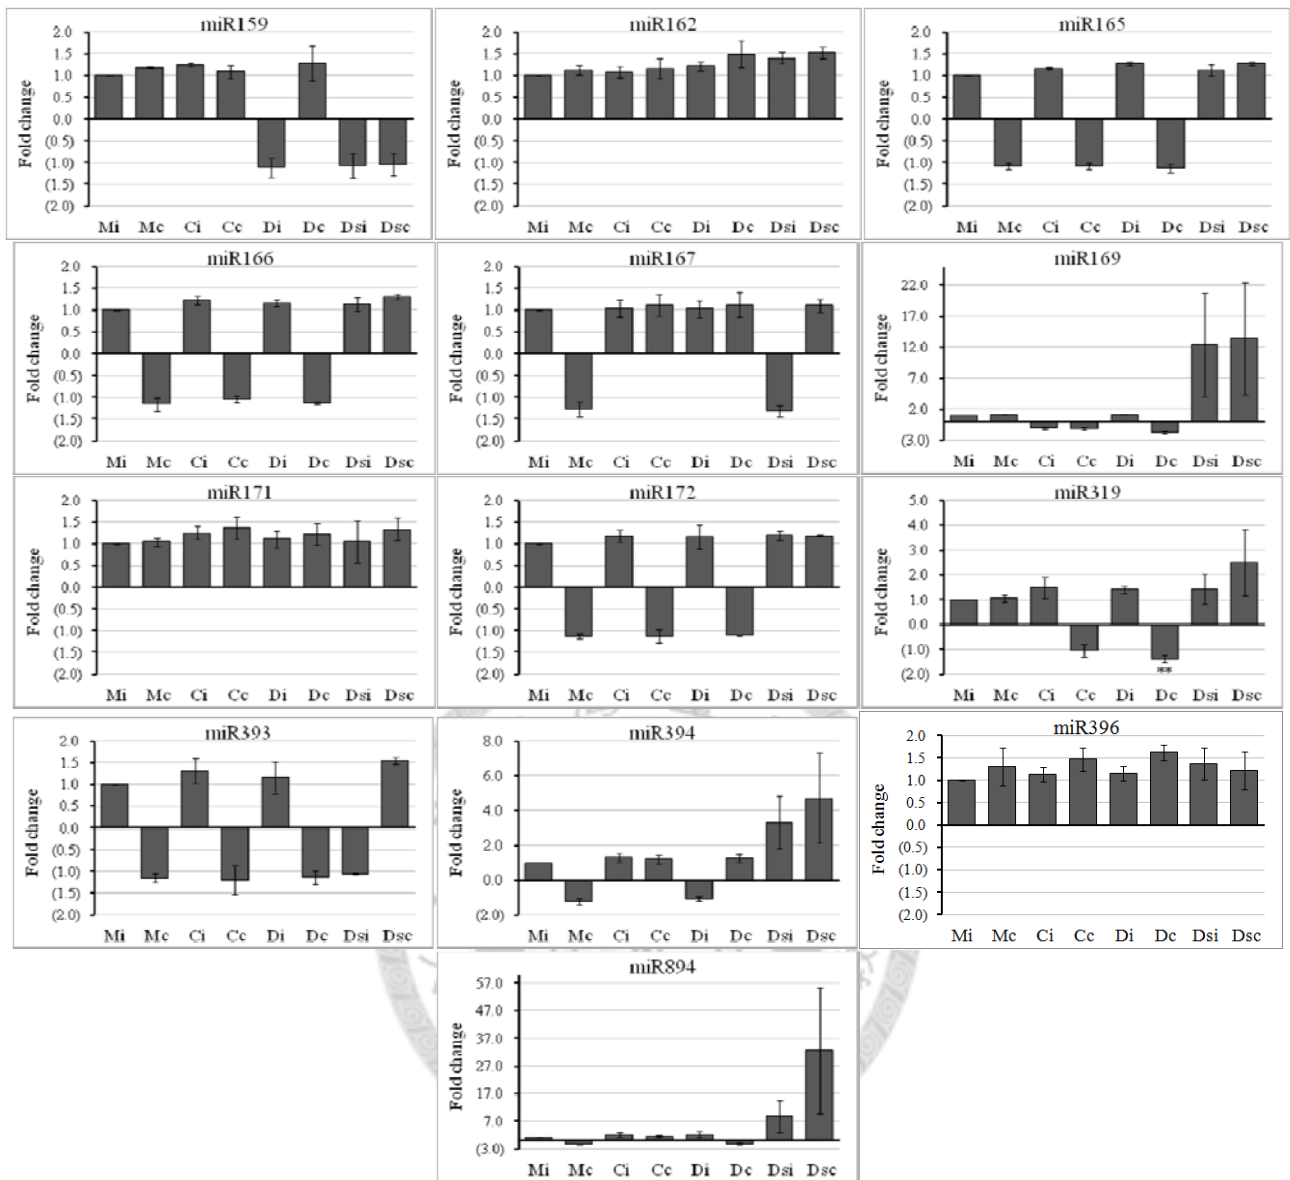 miR159
2.0
1.5
1.0
0.5
0.0
(0.5)
(1.0)
(1.5)
(2.0)
Fold change
Mi Mc Ci Cc Di Dc Dsi Dsc
miR162
2.0
1.5
1.0
0.5
0.0
(0.5)
(1.0)
(1.5)
(2.0)
Fold change
Mi Mc Ci Cc Di Dc Dsi Dsc
miR165
2.0
1.5
1.0
0.5
0.0
(0.5)
(1.0)
(1.5)
(2.0)
Fold change
Mi Mc Ci Cc Di Dc Dsi Dsc
miR166
2.0
1.5
1.0
0.5
0.0
(0.5)
(1.0)
(1.5)
(2.0)
Fold change
Mi Mc Ci Cc Di Dc Dsi Dsc
miR167
2.0
1.5
1.0
0.5
0.0
(0.5)
(1.0)
(1.5)
(2.0)
Fold change
Mi Mc Ci Cc Di Dc Dsi Dsc
miR169
22.0
17.0
12.0
7.0
2.0
(3.0)
Fold change
Mi Mc Ci Cc Di Dc Dsi Dsc
miR171
2.0
1.5
1.0
0.5
0.0
(0.5)
(1.0)
(1.5)
(2.0)
Fold change
Mi Mc Ci Cc Di Dc Dsi Dsc
miR172
2.0
1.5
1.0
0.5
0.0
(0.5)
(1.0)
(1.5)
(2.0)
Fold change
Mi Mc Ci Cc Di Dc Dsi Dsc
miR319
5.0
4.0
3.0
2.0
1.0
0.0
(1.0)
(2.0)
Fold change
**
Mi Mc Ci Cc Di Dc Dsi Dsc
miR393
2.0
1.5
1.0
0.5
0.0
(0.5)
(1.0)
(1.5)
(2.0)
Fold change
Mi Mc Ci Cc Di Dc Dsi Dsc
miR394
8.0
6.0
4.0
2.0
0.0
(2.0)
Fold change
Mi Mc Ci Cc Di Dc Dsi Dsc
miR396
2.0
1.5
1.0
0.5
0.0
(0.5)
(1.0)
(1.5)
(2.0)
Fold change
Mi Mc Ci Cc Di Dc Dsi Dsc
miR894
57.0
47.0
37.0
27.0
17.0
7.0
(3.0)
Fold change
Mi Mc Ci Cc Di Dc Dsi Dsc